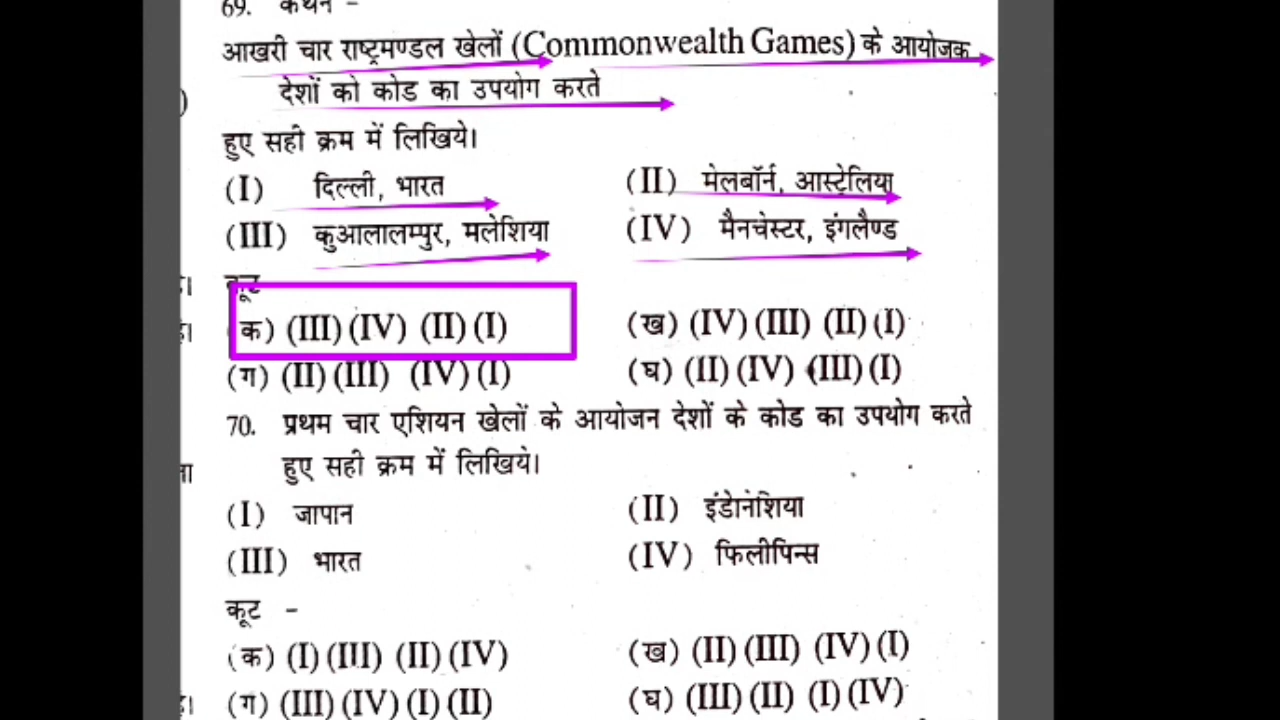 69. कथन -
आखरी चार राष्ट्रमण्डल खेलों (Commonwealth Games) के आयोजक
देशों को कोड का उपयोग करते
हुए सही क्रम में लिखिये।
(I) दिल्ली, भारत (II) मेलबॉर्न, आस्ट्रेलिया
(III) कुआलालम्पुर, मलेशिया (IV) मैनचेस्टर, इंगलैण्ड
कूट
(क) (III) (IV) (II) (I) (ख) (IV) (III) (II) (I)
(ग) (II) (III) (IV) (I) (घ) (II) (IV) (III) (I)
70. प्रथम चार एशियन खेलों के आयोजन देशों के कोड का उपयोग करते
हुए सही क्रम में लिखिये।
(I) जापान (II) इंडोनेशिया
(III) भारत (IV) फिलीपिन्स
कूट -
(क) (I) (III) (II) (IV) (ख) (II) (III) (IV) (I)
(ग) (III) (IV) (I) (II) (घ) (III) (II) (I) (IV)